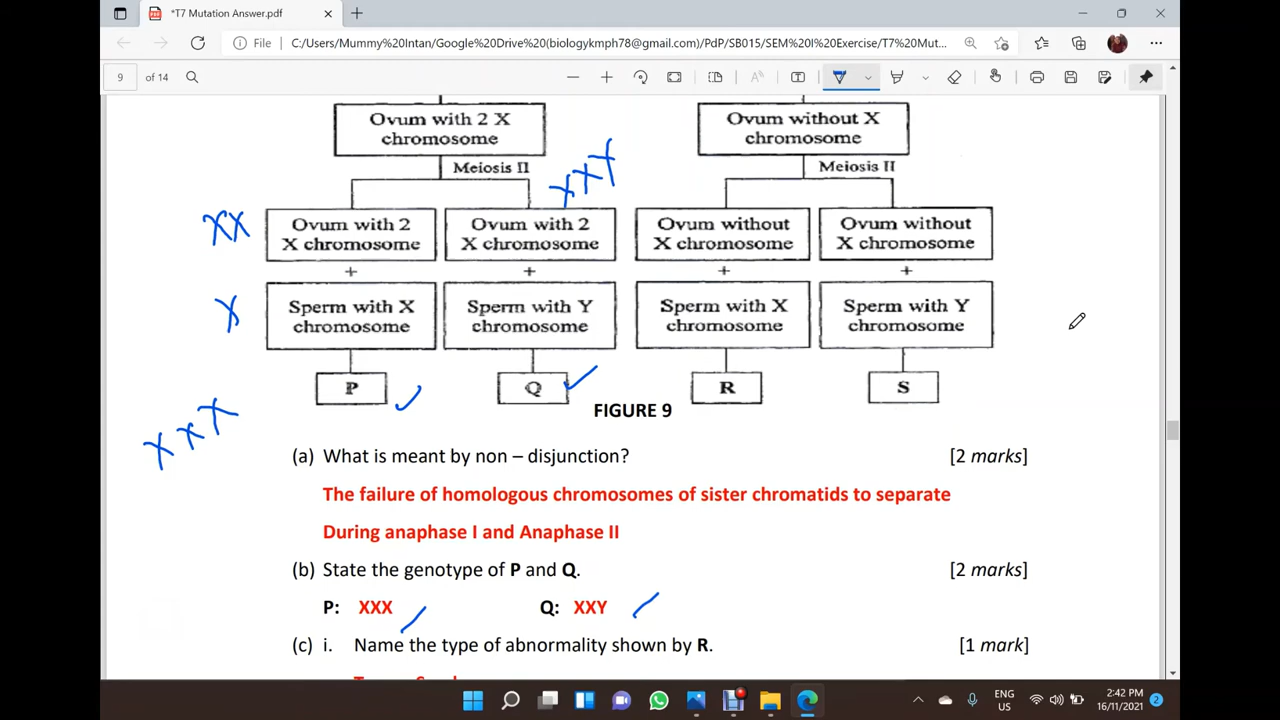 *T7 Mutation Answer.pdf
File
C:/Users/Mummy%20Intan/Google%20Drive%20(biologykmph78@gmail.com)/PdP/SB015/SEM%20I%20Exercise/T7%20Mut...
9 of 14
Ovum with 2 X
chromosome
Ovum without X
chromosome
Meiosis II
Meiosis II
XXY
XX
Ovum with 2
X chromosome
Ovum with 2
X chromosome
Ovum without
X chromosome
Ovum without
X chromosome
+ + + +
X
Sperm with X
chromosome
Sperm with Y
chromosome
Sperm with X
chromosome
Sperm with Y
chromosome
P
Q
R
S
XXX
FIGURE 9
(a) What is meant by non – disjunction? [2 marks]
The failure of homologous chromosomes of sister chromatids to separate
During anaphase I and Anaphase II
(b) State the genotype of P and Q. [2 marks]
P: XXX Q: XXY
(c) i. Name the type of abnormality shown by R. [1 mark]
ENG
US
2:42 PM
16/11/2021
2